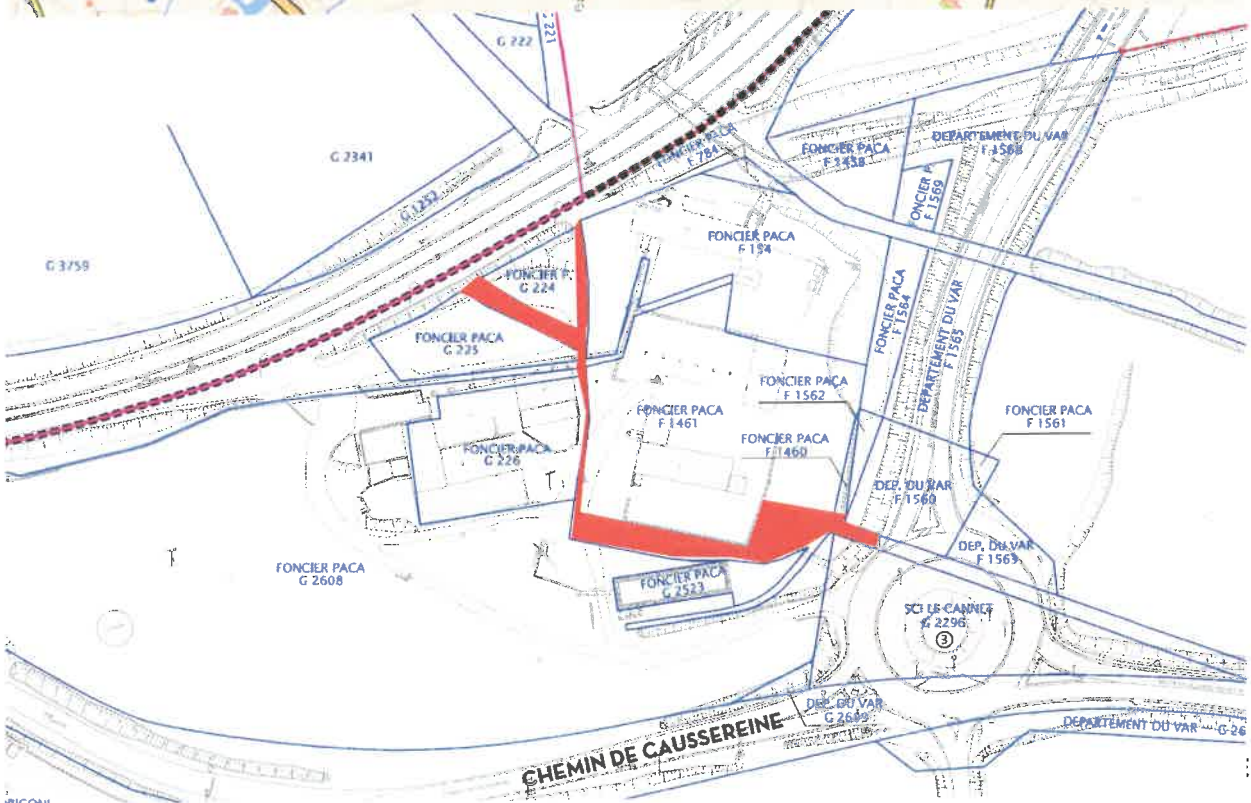 G 222
G 221
G 2341
G 1232
G 3759
FONCIER PACA
F 784
FONCIER PACA
F 1458
DEPARTEMENT DU VAR
F 1568
FONCIER P.
F 1569
FONCIER PACA
F 194
FONCIER P.
G 224
FONCIER PACA
G 225
FONCIER PACA
F 1564
DEPARTEMENT DU VAR
F 1565
FONCIER PACA
F 1562
FONCIER PACA
F 1461
FONCIER PACA
F 1561
FONCIER PACA
F 1460
FONCIER PACA
G 226
DEP. DU VAR
F 1560
DEP. DU VAR
F 1563
FONCIER PACA
G 2608
FONCIER PACA
G 2523
SCI LE CANNET
G 2296
3
DEP. DU VAR
G 2609
DEPARTEMENT DU VAR - G 26
CHEMIN DE CAUSSEREINE